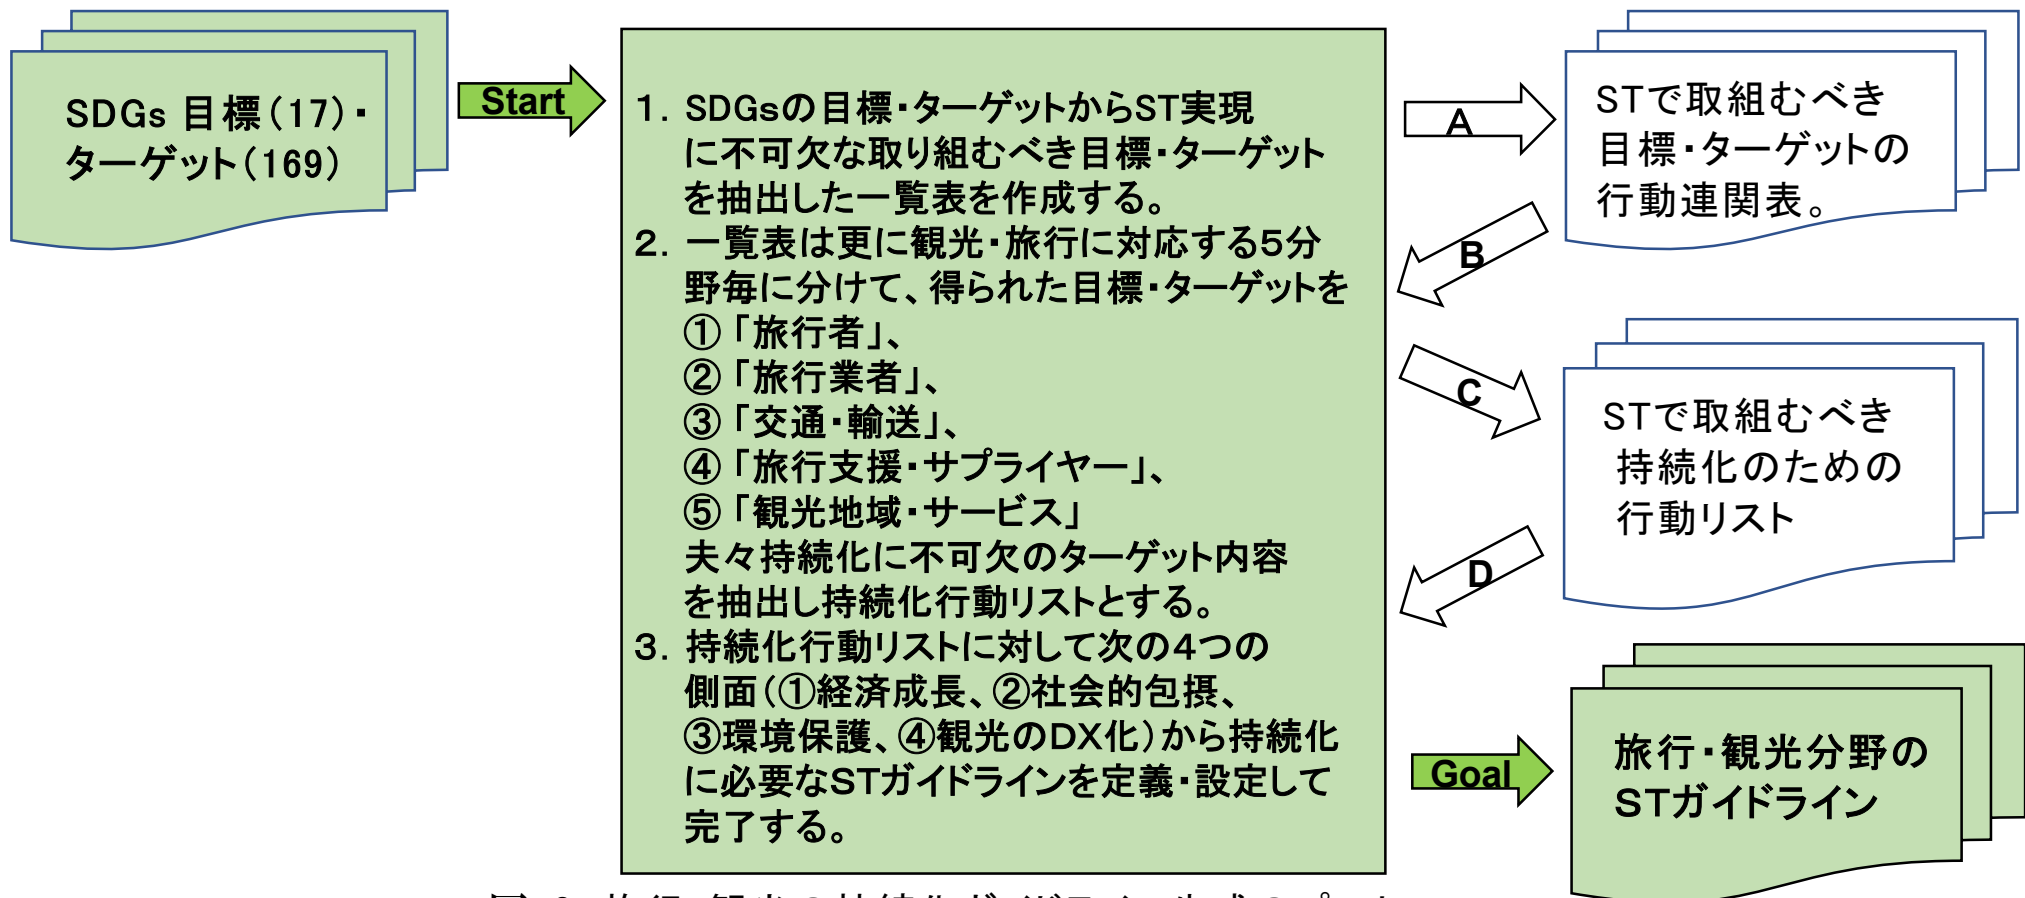 SDGs 目標(17)・
ターゲット(169)
Start
1. SDGsの目標・ターゲットからST実現
に不可欠な取り組むべき目標・ターゲット
を抽出した一覧表を作成する。
2. 一覧表は更に観光・旅行に対応する5分
野毎に分けて、得られた目標・ターゲットを
①「旅行者」、
②「旅行業者」、
③「交通・輸送」、
④「旅行支援・サプライヤー」、
⑤「観光地域・サービス」
夫々持続化に不可欠のターゲット内容
を抽出し持続化行動リストとする。
3. 持続化行動リストに対して次の4つの
側面(①経済成長、②社会的包摂、
③環境保護、④観光のDX化)から持続化
に必要なSTガイドラインを定義・設定して
完了する。
A
STで取組むべき
目標・ターゲットの
行動連関表。
B
C
STで取組むべき
持続化のための
行動リスト
D
Goal
旅行・観光分野の
STガイドライン